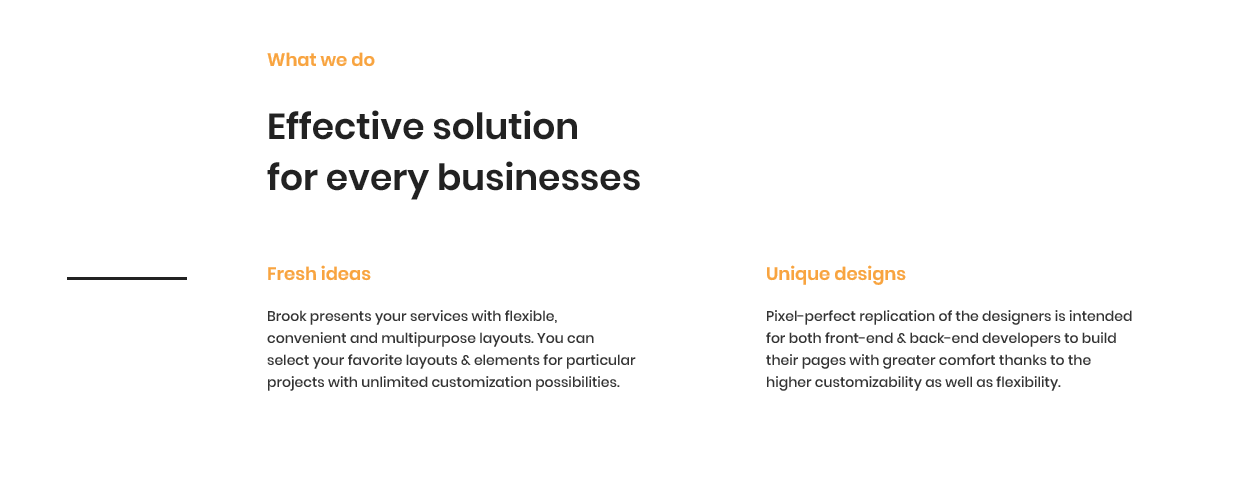 What we do
Effective solution
for every businesses
Fresh ideas
Brook presents your services with flexible,
convenient and multipurpose layouts. You can
select your favorite layouts & elements for particular
projects with unlimited customization possibilities.
Unique designs
Pixel-perfect replication of the designers is intended
for both front-end & back-end developers to build
their pages with greater comfort thanks to the
higher customizability as well as flexibility.